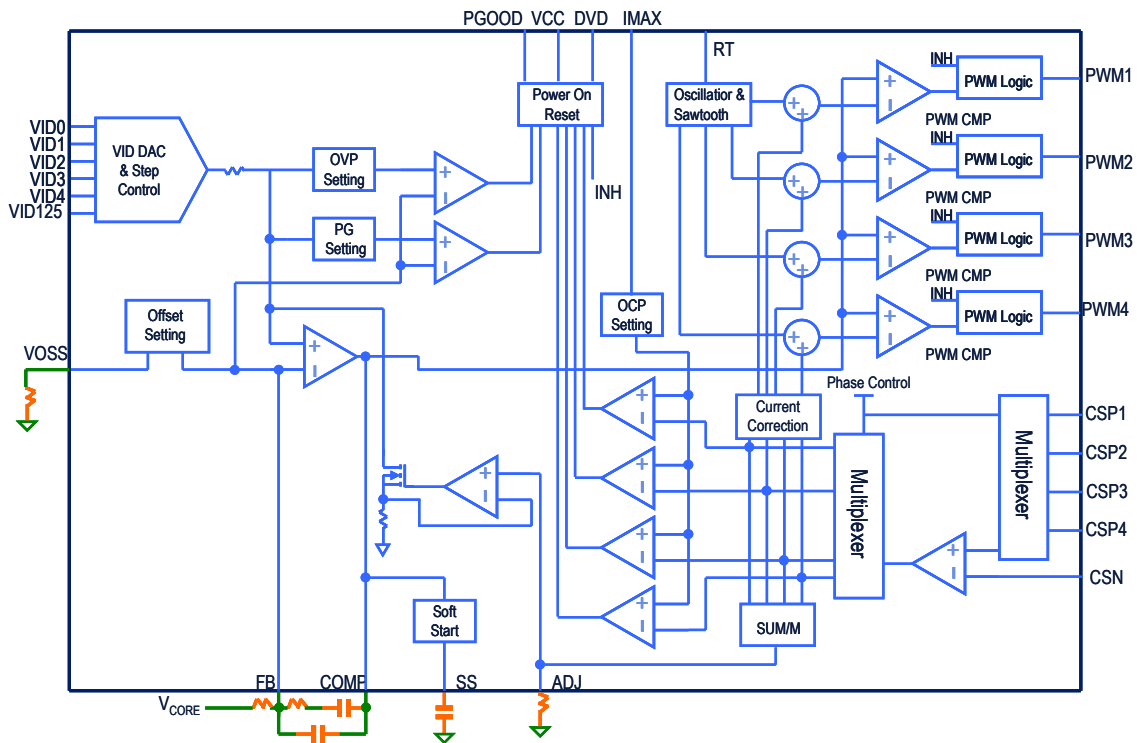 PGOOD VCC DVD IMAX
RT
INH
PWM Logic
PWM1
Power On
Reset
Oscillatior &
Sawtooth
+
+
+
I
PWM CMP
VID0
VID1
VID2
VID3
VID4
VID125
VID DAC
& Step
Control
OVP
Setting
+
I
INH
INH
PWM Logic
PWM2
+
+
+
I
PWM CMP
PG
Setting
+
I
INH
PWM Logic
PWM3
+
+
+
I
PWM CMP
Offset
Setting
OCP
Setting
INH
PWM Logic
PWM4
+
+
+
I
PWM CMP
VOSS
+
I
Phase Control
+
I
Current
Correction
Multiplexer
Multiplexer
CSP1
CSP2
CSP3
CSP4
CSN
+
I
+
I
+
I
+
I
+
I
Soft
Start
SUM/M
FB COMP SS ADJ
VCORE